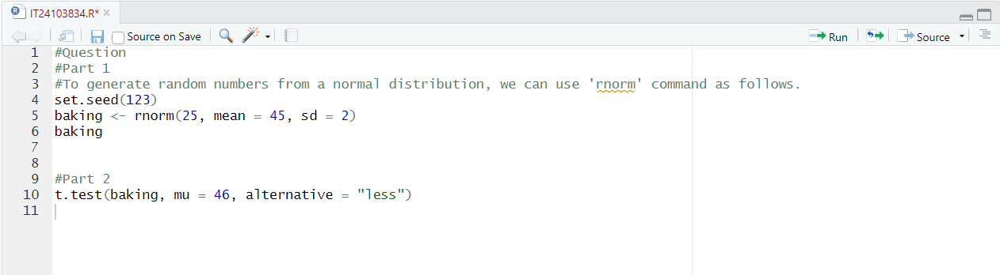 IT24103834.R*
Source on Save
Run
Source
1 #Question
2 #Part 1
3 #To generate random numbers from a normal distribution, we can use 'rnorm' command as follows.
4 set.seed(123)
5 baking <- rnorm(25, mean = 45, sd = 2)
6 baking
7
8
9 #Part 2
10 t.test(baking, mu = 46, alternative = "less")
11